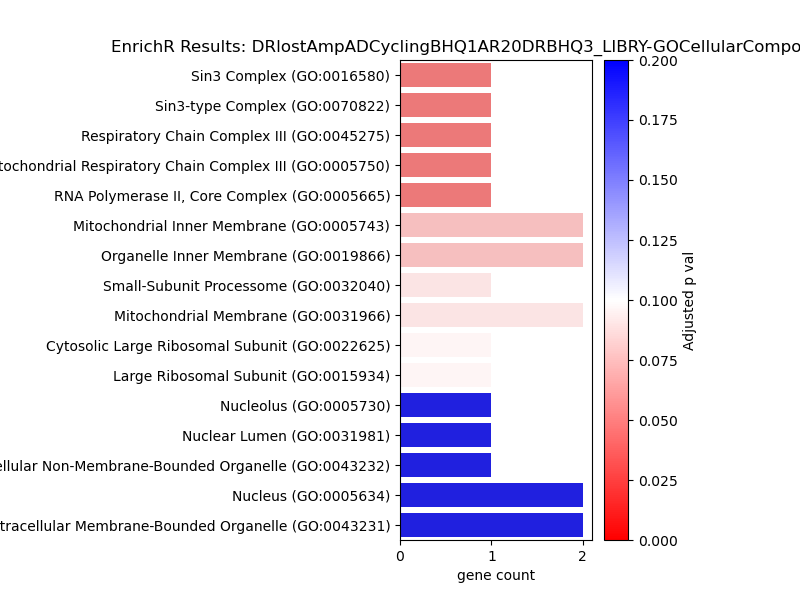 EnrichR Results: DRlostAmpADCyclingBHQ1AR20DRBHQ3_LIBRY-GOCellularCompo
Sin3 Complex (GO:0016580)
Sin3-type Complex (GO:0070822)
Respiratory Chain Complex III (GO:0045275)
tochondrial Respiratory Chain Complex III (GO:0005750)
RNA Polymerase II, Core Complex (GO:0005665)
Mitochondrial Inner Membrane (GO:0005743)
Organelle Inner Membrane (GO:0019866)
Small-Subunit Processome (GO:0032040)
Mitochondrial Membrane (GO:0031966)
Cytosolic Large Ribosomal Subunit (GO:0022625)
Large Ribosomal Subunit (GO:0015934)
Nucleolus (GO:0005730)
Nuclear Lumen (GO:0031981)
ellular Non-Membrane-Bounded Organelle (GO:0043232)
Nucleus (GO:0005634)
tracellular Membrane-Bounded Organelle (GO:0043231)
0 1 2
gene count
0.200
0.175
0.150
0.125
0.100
0.075
0.050
0.025
0.000
Adjusted p val